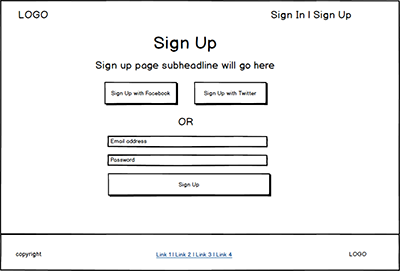 LOGO
Sign In | Sign Up
Sign Up
Sign up page subheadline will go here
Sign Up with Facebook
Sign Up with Twitter
OR
Email address
Password
Sign Up
copyright
Link 1 | Link 2 | Link 3 | Link 4
LOGO